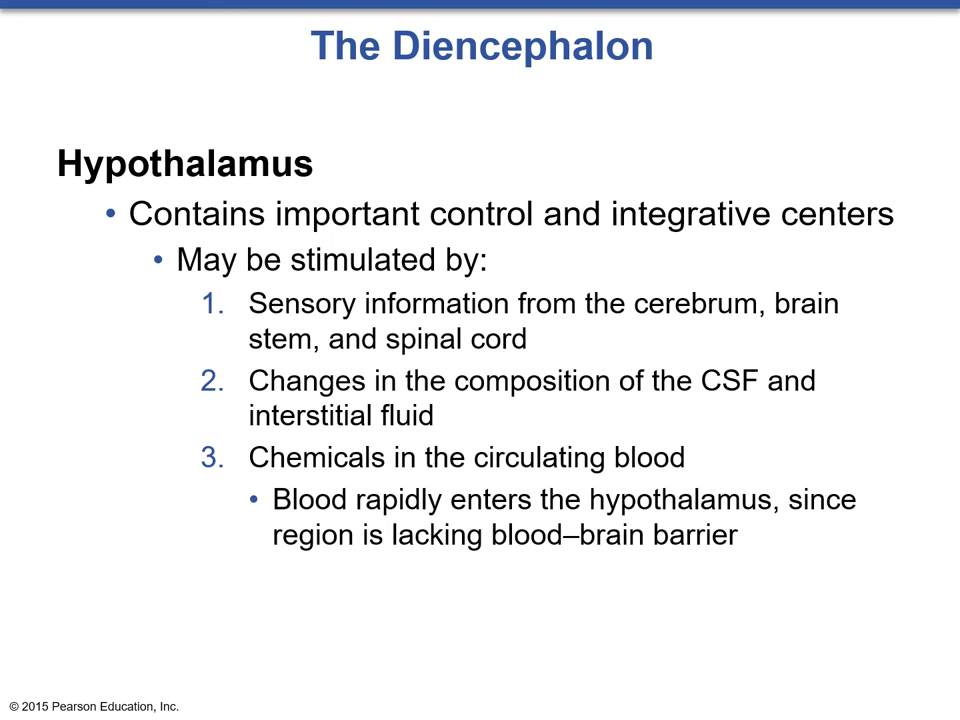 The Diencephalon
Hypothalamus
• Contains important control and integrative centers
• May be stimulated by:
1. Sensory information from the cerebrum, brain
stem, and spinal cord
2. Changes in the composition of the CSF and
interstitial fluid
3. Chemicals in the circulating blood
• Blood rapidly enters the hypothalamus, since
region is lacking blood–brain barrier
© 2015 Pearson Education, Inc.